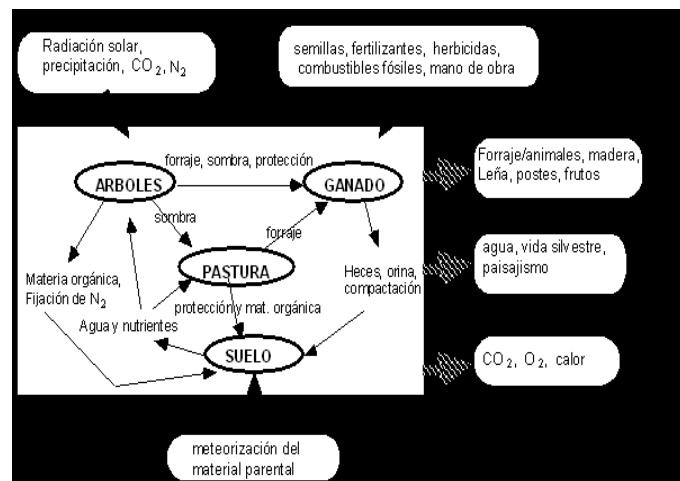 Radiación solar,
precipitación, CO₂, N₂
semillas, fertilizantes, herbicidas,
combustibles fósiles, mano de obra
forraje, sombra, protección
ARBOLES
GANADO
Forraje/animales, madera,
Leña, postes, frutos
sombra
forraje
PASTURA
agua, vida silvestre,
paisajismo
Materia orgánica,
Fijación de N₂
Heces, orina,
compactación
protección y mat. orgánica
Agua y nutrientes
SUELO
CO₂, O₂, calor
meteorización del
material parental